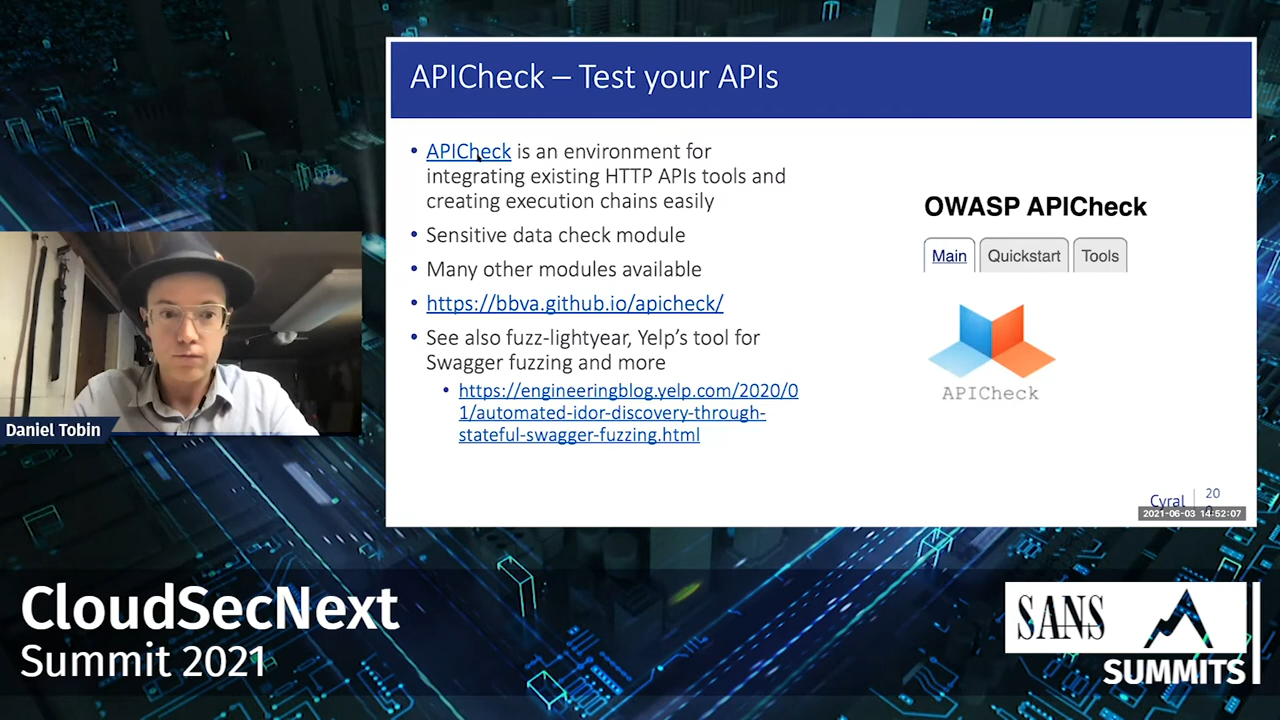 APICheck – Test your APIs
• APICheck is an environment for
integrating existing HTTP APIs tools and
creating execution chains easily
• Sensitive data check module
• Many other modules available
• https://bbva.github.io/apicheck/
• See also fuzz-lightyear, Yelp's tool for
Swagger fuzzing and more
• https://engineeringblog.yelp.com/2020/0
1/automated-idor-discovery-through-
stateful-swagger-fuzzing.html
OWASP APICheck
Main Quickstart Tools
APICheck
Cyral 20
2021-06-03 14:52:07
Daniel Tobin
CloudSecNext
Summit 2021
SANS
SUMMITS